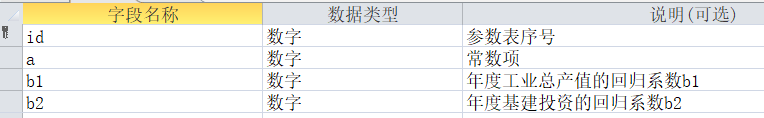 字段名称 数据类型 说明(可选)
id 数字 参数表序号
a 数字 常数项
b1 数字 年度工业总产值的回归系数b1
b2 数字 年度基建投资的回归系数b2